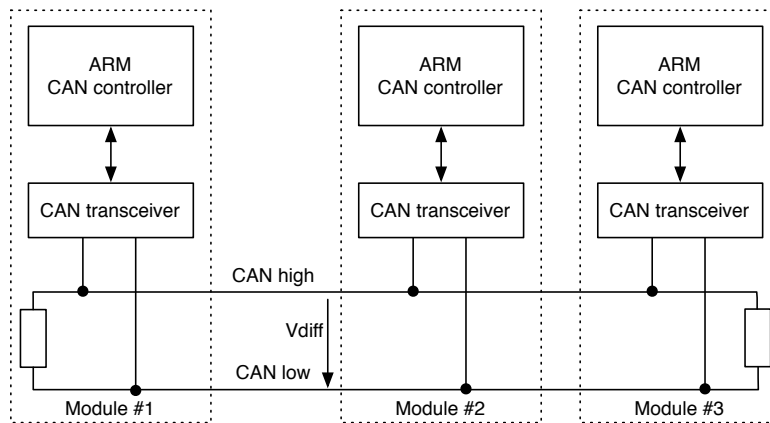 ARM
CAN controller
ARM
CAN controller
ARM
CAN controller
CAN transceiver
CAN transceiver
CAN transceiver
CAN high
Vdiff
CAN low
Module #1
Module #2
Module #3